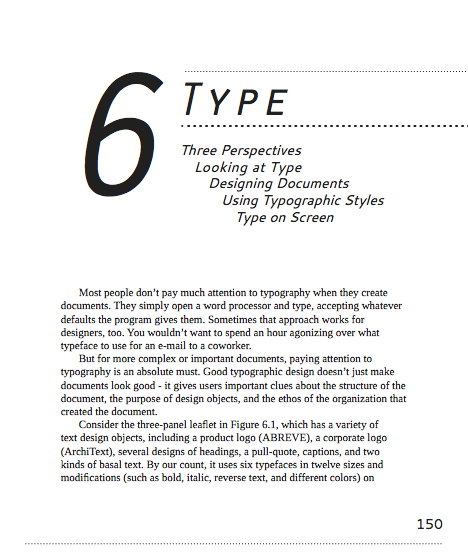 6
TYPE
Three Perspectives
Looking at Type
Designing Documents
Using Typographic Styles
Type on Screen
Most people don't pay much attention to typography when they create
documents. They simply open a word processor and type, accepting whatever
defaults the program gives them. Sometimes that approach works for
designers, too. You wouldn't want to spend an hour agonizing over what
typeface to use for an e-mail to a coworker.
But for more complex or important documents, paying attention to
typography is an absolute must. Good typographic design doesn't just make
documents look good - it gives users important clues about the structure of the
document, the purpose of design objects, and the ethos of the organization that
created the document.
Consider the three-panel leaflet in Figure 6.1, which has a variety of
text design objects, including a product logo (ABREVE), a corporate logo
(ArchiText), several designs of headings, a pull-quote, captions, and two
kinds of basal text. By our count, it uses six typefaces in twelve sizes and
modifications (such as bold, italic, reverse text, and different colors) on
150